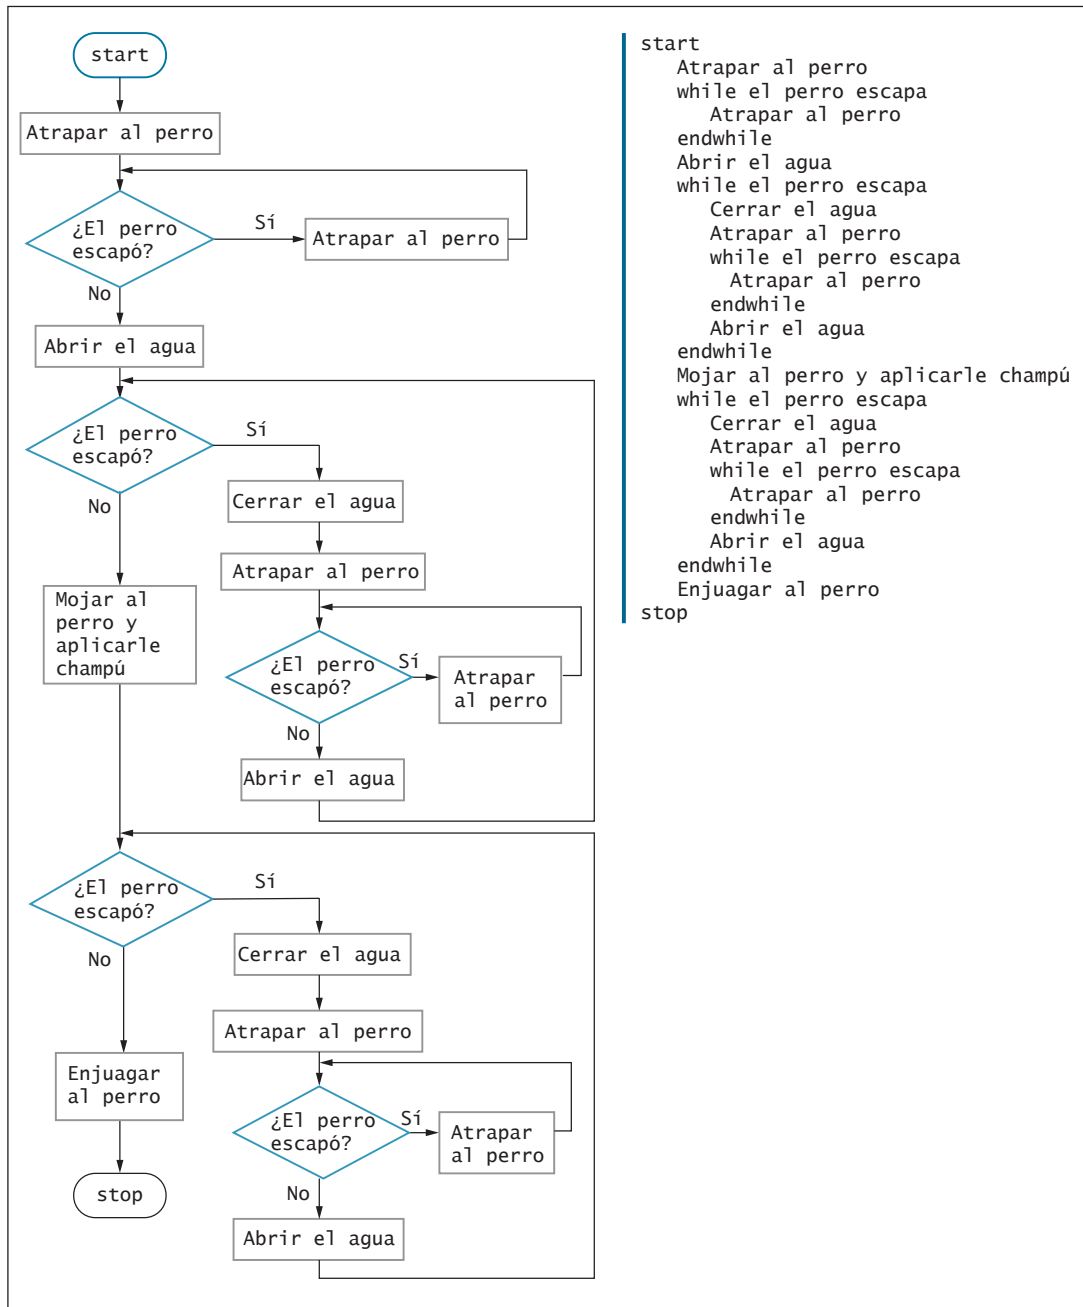 start
Atrapar al perro
¿El perro
escapó?
Sí
Atrapar al perro
No
Abrir el agua
¿El perro
escapó?
Sí
No
Cerrar el agua
Atrapar al perro
Mojar al
perro y
aplicarle
champú
¿El perro
escapó?
Sí
Atrapar
al perro
No
Abrir el agua
¿El perro
escapó?
Sí
No
Cerrar el agua
Atrapar al perro
Enjuagar
al perro
¿El perro
escapó?
Sí
Atrapar
al perro
stop
No
Abrir el agua
start
Atrapar al perro
while el perro escapa
Atrapar al perro
endwhile
Abrir el agua
while el perro escapa
Cerrar el agua
Atrapar al perro
while el perro escapa
Atrapar al perro
endwhile
Abrir el agua
endwhile
Mojar al perro y aplicarle champú
while el perro escapa
Cerrar el agua
Atrapar al perro
while el perro escapa
Atrapar al perro
endwhile
Abrir el agua
endwhile
Enjuagar al perro
stop